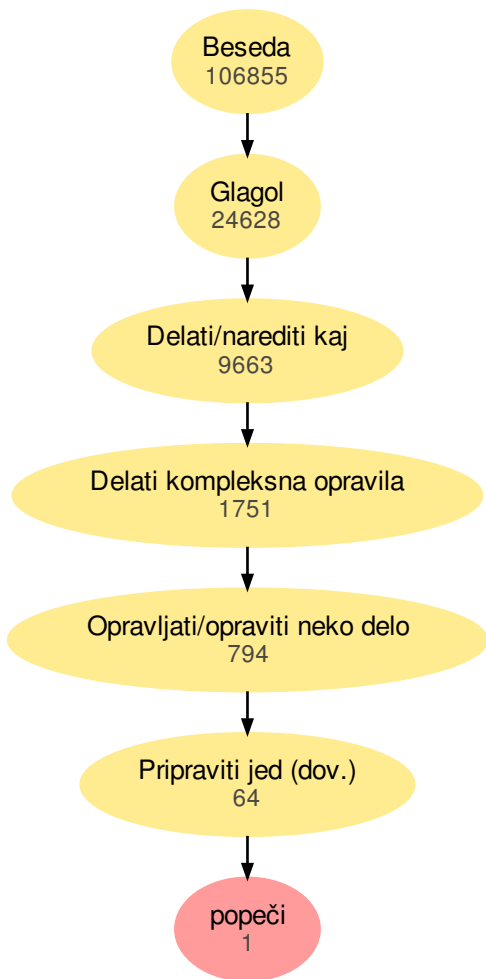 Beseda
106855
Glagol
24628
Delati/narediti kaj
9663
Delati kompleksna opravila
1751
Opravljati/opraviti neko delo
794
Pripraviti jed (dov.)
64
popeči
1